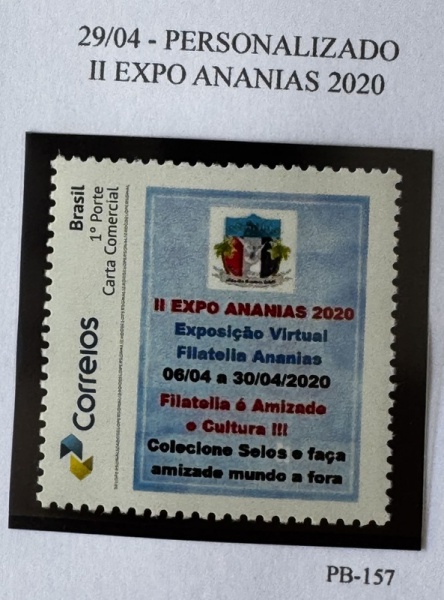 29/04 - PERSONALIZADO
II EXPO ANANIAS 2020
Brasil
1º Porte
Carta Comercial
Correios
II EXPO ANANIAS 2020
Exposição Virtual
Filatelia Ananias
06/04 a 30/04/2020
Filatelia é Amizade
e Cultura !!!
Colecione Selos e faça
amizade mundo a fora
PB-157